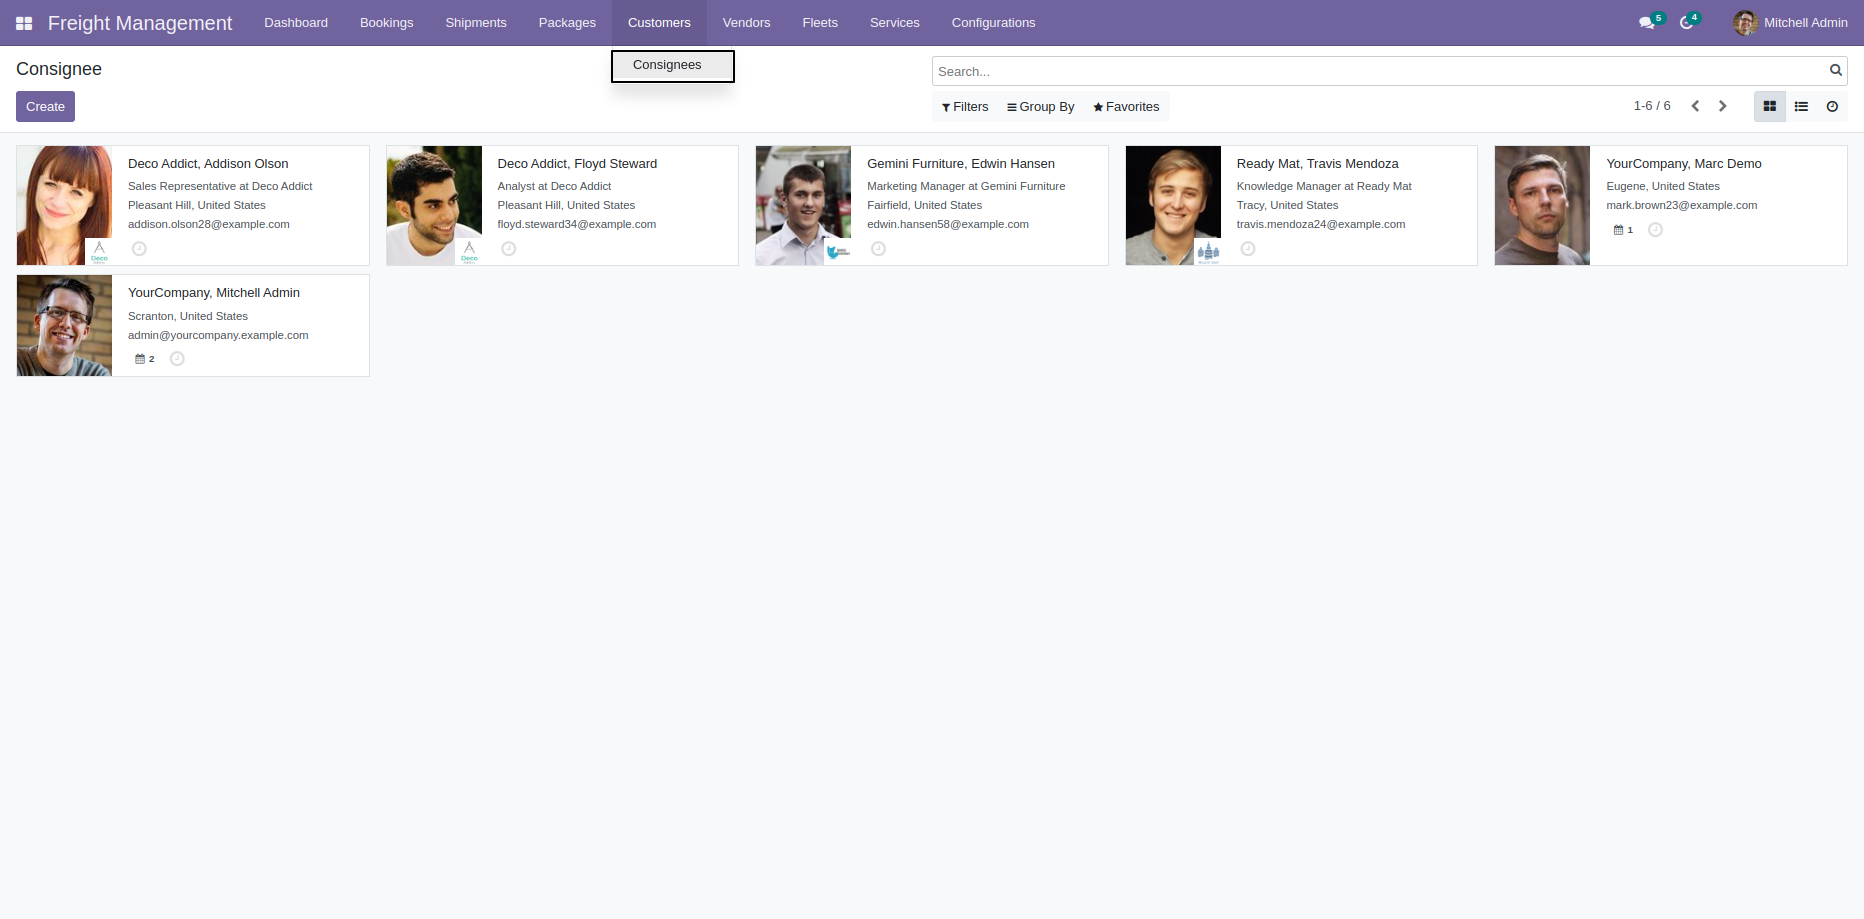 Freight Management Dashboard Bookings Shipments Packages Customers Vendors Fleets Services Configurations 5 4 Mitchell Admin
Consignees
Consignee
Search...
Create
Filters Group By Favorites 1-6 / 6
Deco Addict, Addison Olson
Sales Representative at Deco Addict
Pleasant Hill, United States
addison.olson28@example.com
Deco
Deco Addict, Floyd Steward
Analyst at Deco Addict
Pleasant Hill, United States
floyd.steward34@example.com
Deco
Gemini Furniture, Edwin Hansen
Marketing Manager at Gemini Furniture
Fairfield, United States
edwin.hansen58@example.com
Ready Mat, Travis Mendoza
Knowledge Manager at Ready Mat
Tracy, United States
travis.mendoza24@example.com
YourCompany, Marc Demo
Eugene, United States
mark.brown23@example.com
1
YourCompany, Mitchell Admin
Scranton, United States
admin@yourcompany.example.com
2